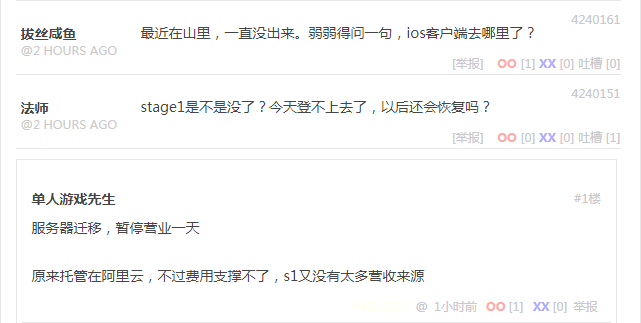 4240161
拔丝咸鱼 最近在山里，一直没出来。弱弱得问一句，ios客户端去哪里了？
@2 HOURS AGO
[举报] OO [1] XX [0] 吐槽 [0]
4240151
法师 stage1是不是没了？今天登不上去了，以后还会恢复吗？
@2 HOURS AGO
[举报] OO [0] XX [0] 吐槽 [1]
单人游戏先生 #1楼
服务器迁移，暂停营业一天
原来托管在阿里云，不过费用支撑不了，s1又没有太多营收来源
@ 1小时前 OO [1] XX [0] 举报